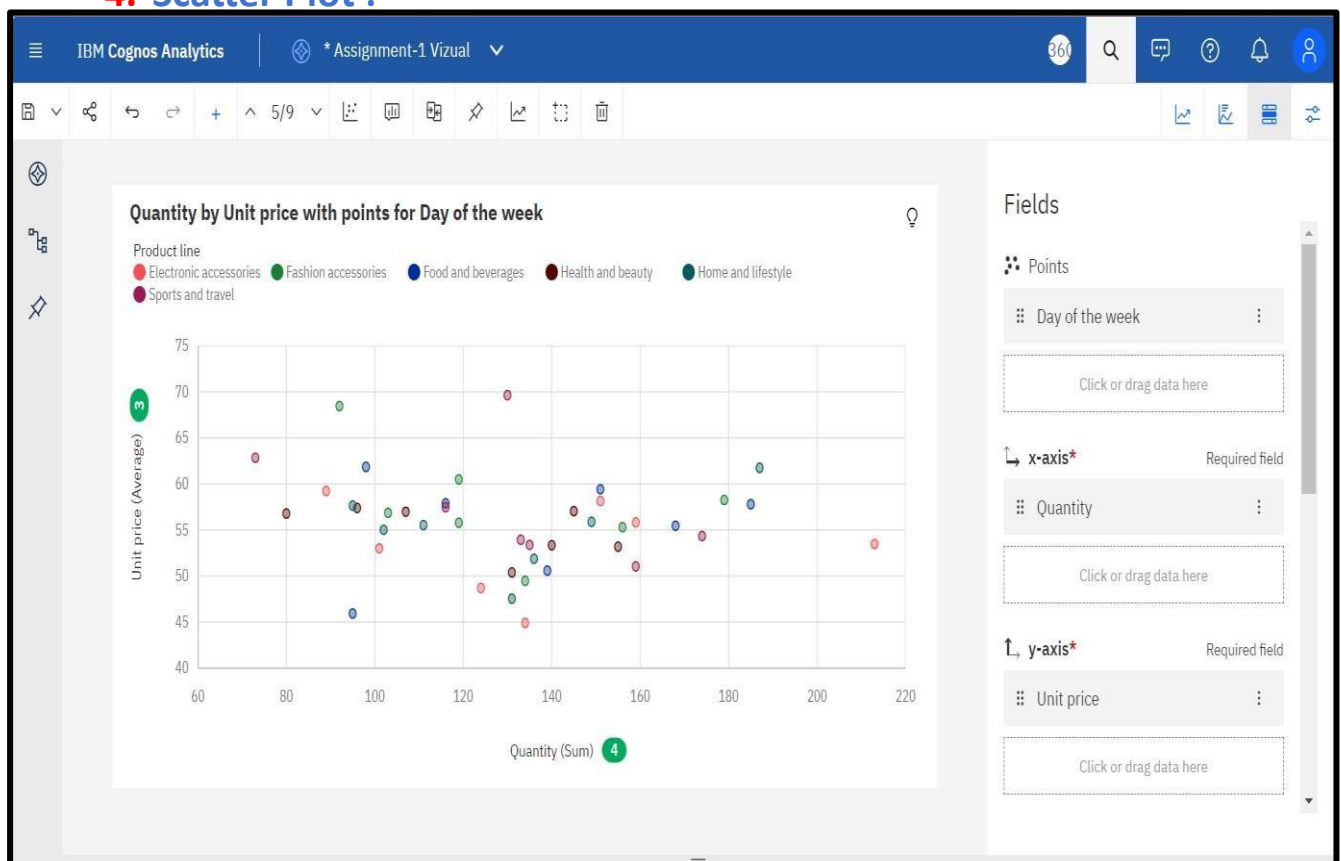 4. Scatter Plot :
IBM Cognos Analytics * Assignment-1 Vizual 360
5/9
Quantity by Unit price with points for Day of the week
Product line
Electronic accessories Fashion accessories Food and beverages Health and beauty Home and lifestyle
Sports and travel
75
70
65
60
55
50
45
40
Unit price (Average) 3
60 80 100 120 140 160 180 200 220
Quantity (Sum) 4
Fields
Points
Day of the week
Click or drag data here
x-axis* Required field
Quantity
Click or drag data here
y-axis* Required field
Unit price
Click or drag data here